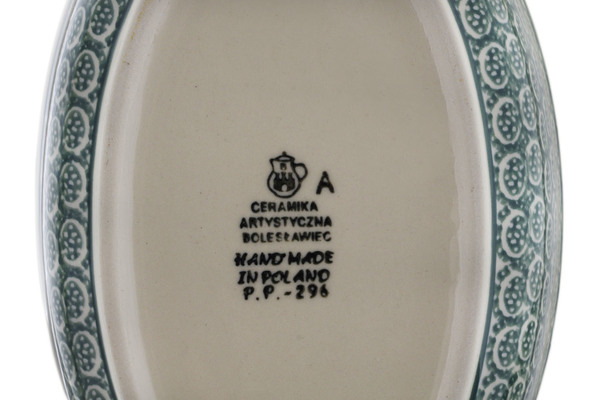 A
CERAMIKA
ARTYSTYCZNA
BOLESŁAWIEC
HAND MADE
IN POLAND
P.P.-296